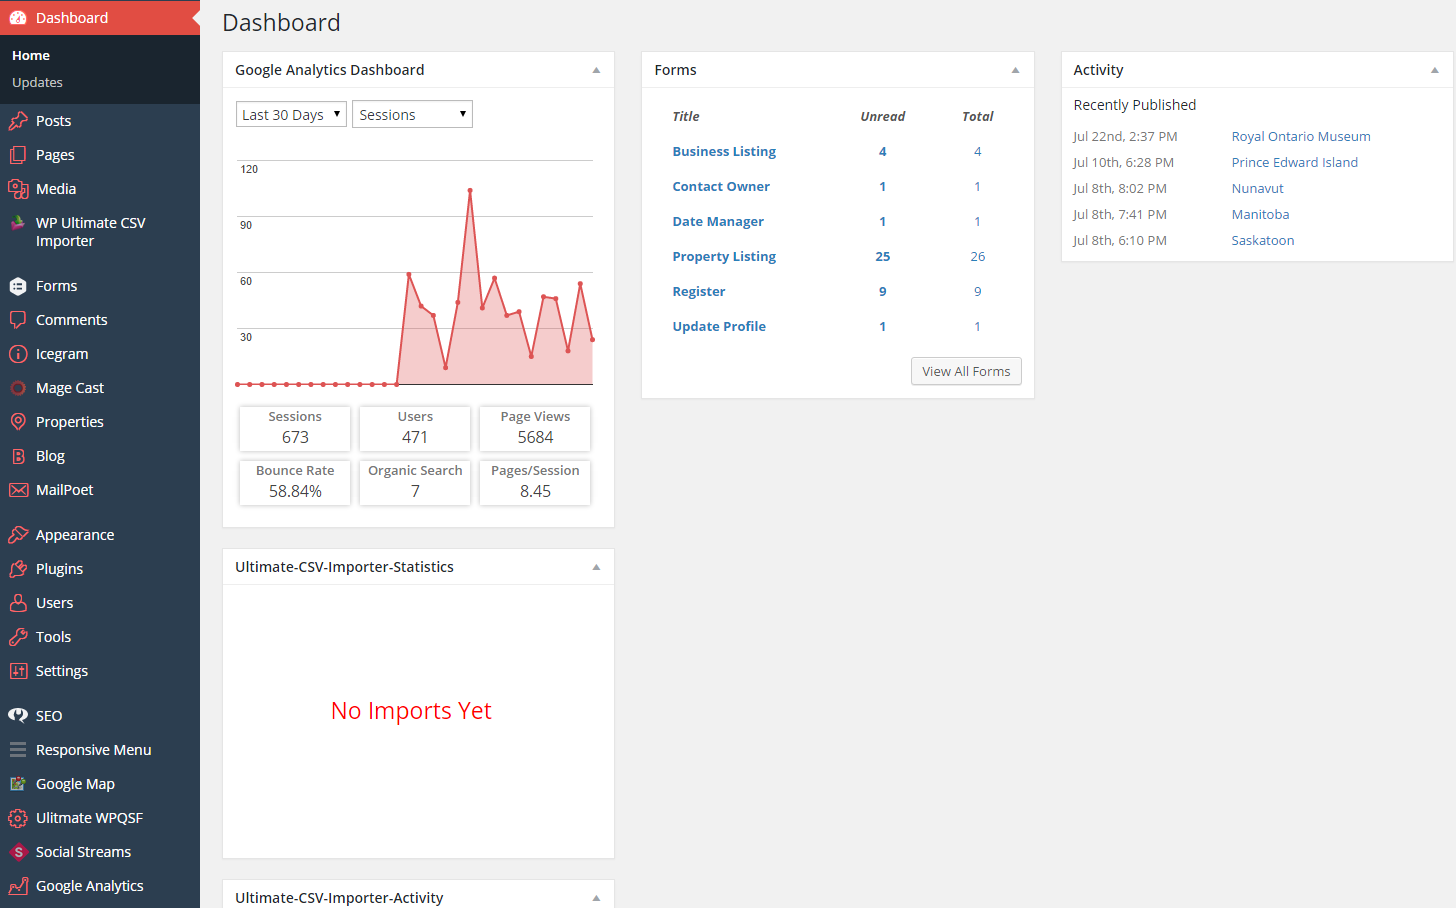 Dashboard
Home
Updates
Posts
Pages
Media
WP Ultimate CSV
Importer
Forms
Comments
Icegram
Mage Cast
Properties
Blog
MailPoet
Appearance
Plugins
Users
Tools
Settings
SEO
Responsive Menu
Google Map
Ulitmate WPQSF
Social Streams
Google Analytics
Dashboard
Google Analytics Dashboard
Last 30 Days Sessions
120
90
60
30
Sessions Users Page Views
673 471 5684
Bounce Rate Organic Search Pages/Session
58.84% 7 8.45
Ultimate-CSV-Importer-Statistics
No Imports Yet
Ultimate-CSV-Importer-Activity
Forms
Title Unread Total
Business Listing 4 4
Contact Owner 1 1
Date Manager 1 1
Property Listing 25 26
Register 9 9
Update Profile 1 1
View All Forms
Activity
Recently Published
Jul 22nd, 2:37 PM Royal Ontario Museum
Jul 10th, 6:28 PM Prince Edward Island
Jul 8th, 8:02 PM Nunavut
Jul 8th, 7:41 PM Manitoba
Jul 8th, 6:10 PM Saskatoon